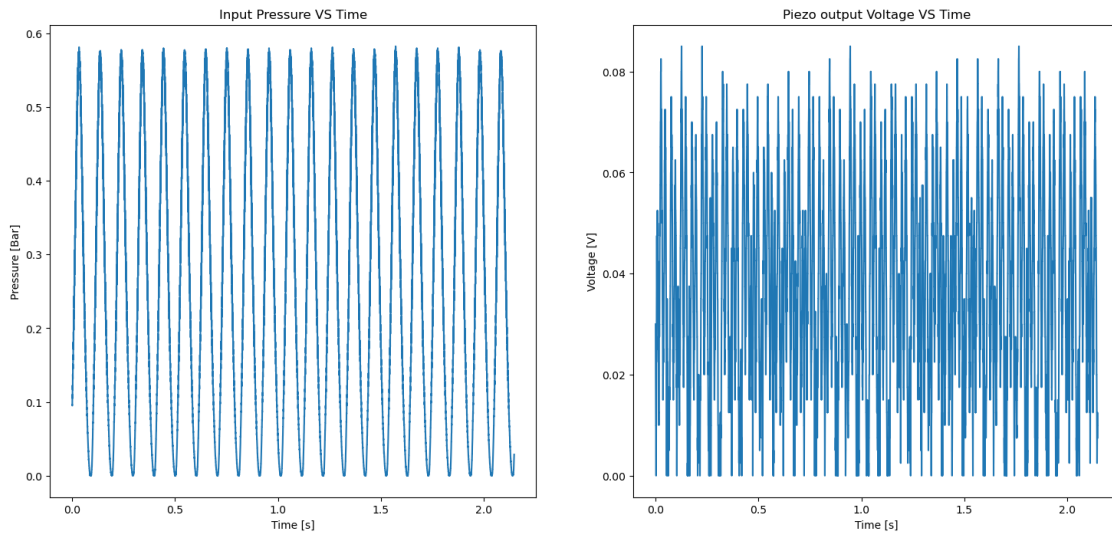 Input Pressure VS Time
Pressure [Bar]
0.6
0.5
0.4
0.3
0.2
0.1
0.0
0.0 0.5 1.0 1.5 2.0
Time [s]
Piezo output Voltage VS Time
Voltage [V]
0.08
0.06
0.04
0.02
0.00
0.0 0.5 1.0 1.5 2.0
Time [s]